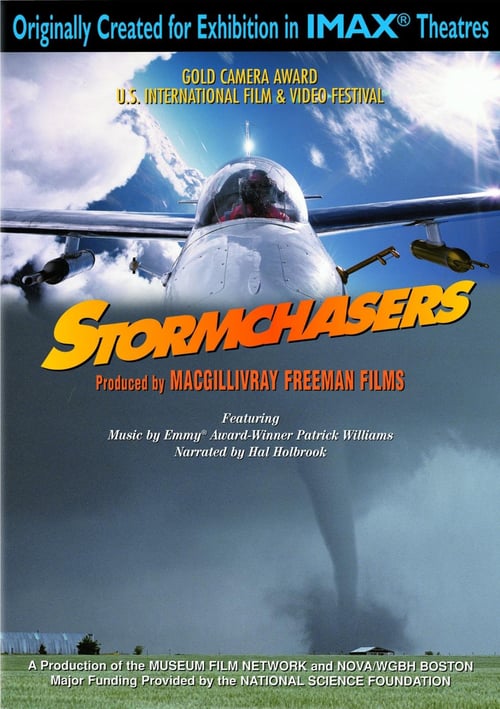 Originally Created for Exhibition in IMAX® Theatres
GOLD CAMERA AWARD
U.S. INTERNATIONAL FILM & VIDEO FESTIVAL
STORMCHASERS
Produced by MACGILLIVRAY FREEMAN FILMS
Featuring
Music by Emmy® Award-Winner Patrick Williams
Narrated by Hal Holbrook
A Production of the MUSEUM FILM NETWORK and NOVA/WGBH BOSTON
Major Funding Provided by the NATIONAL SCIENCE FOUNDATION